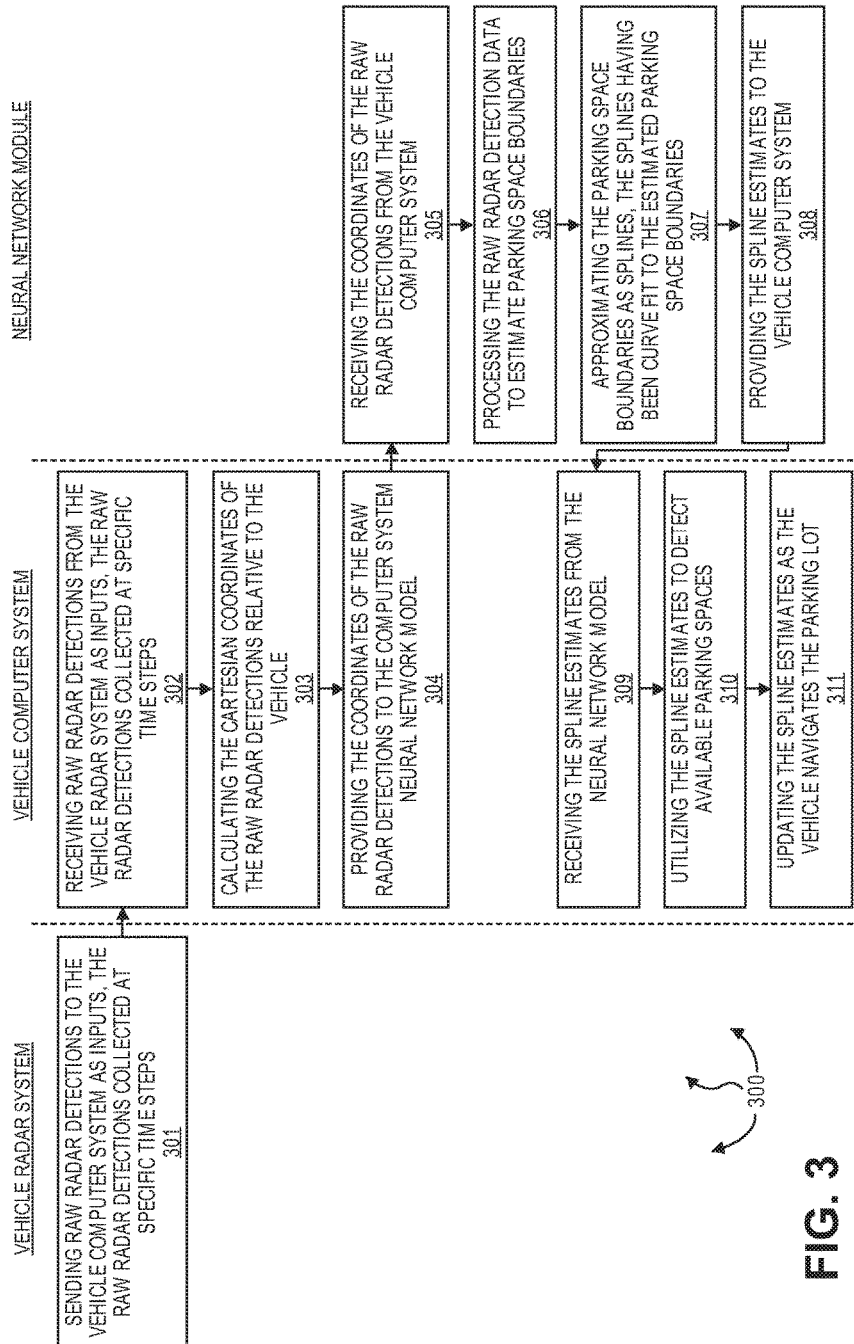 VEHICLE RADAR SYSTEM
SENDING RAW RADAR DETECTIONS TO THE
VEHICLE COMPUTER SYSTEM AS INPUTS, THE
RAW RADAR DETECTIONS COLLECTED AT
SPECIFIC TIME STEPS
301
VEHICLE COMPUTER SYSTEM
RECEIVING RAW RADAR DETECTIONS FROM THE
VEHICLE RADAR SYSTEM AS INPUTS, THE RAW
RADAR DETECTIONS COLLECTED AT SPECIFIC
TIME STEPS
302
CALCULATING THE CARTESIAN COORDINATES OF
THE RAW RADAR DETECTIONS RELATIVE TO THE
VEHICLE
303
PROVIDING THE COORDINATES OF THE RAW
RADAR DETECTIONS TO THE COMPUTER SYSTEM
NEURAL NETWORK MODEL
304
NEURAL NETWORK MODULE
RECEIVING THE COORDINATES OF THE RAW
RADAR DETECTIONS FROM THE VEHICLE
COMPUTER SYSTEM
305
PROCESSING THE RAW RADAR DETECTION DATA
TO ESTIMATE PARKING SPACE BOUNDARIES
306
APPROXIMATING THE PARKING SPACE
BOUNDARIES AS SPLINES, THE SPLINES HAVING
BEEN CURVE FIT TO THE ESTIMATED PARKING
SPACE BOUNDARIES
307
PROVIDING THE SPLINE ESTIMATES TO THE
VEHICLE COMPUTER SYSTEM
308
RECEIVING THE SPLINE ESTIMATES FROM THE
NEURAL NETWORK MODEL
309
UTILIZING THE SPLINE ESTIMATES TO DETECT
AVAILABLE PARKING SPACES
310
UPDATING THE SPLINE ESTIMATES AS THE
VEHICLE NAVIGATES THE PARKING LOT
311
300
FIG. 3